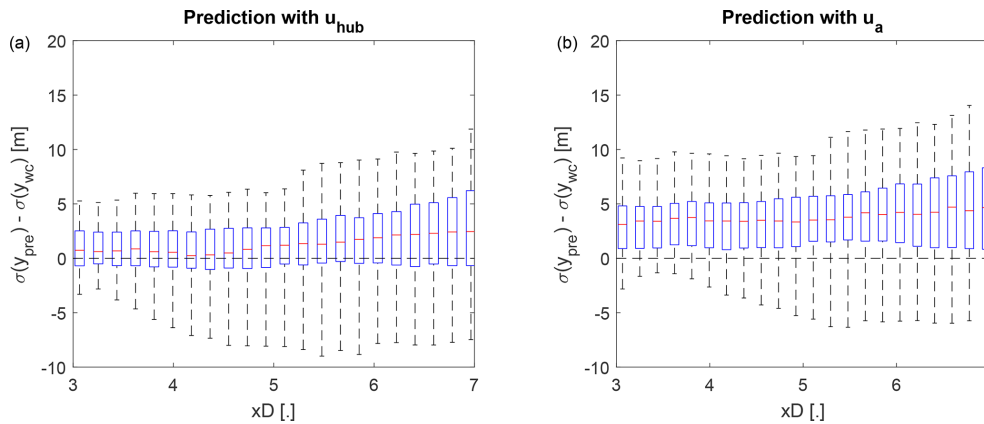 Prediction with u_hub
(a)
20
15
10
5
0
-5
-10
σ(y_pre) - σ(y_wc) [m]
3 4 5 6 7
xD [.]
Prediction with u_a
(b)
20
15
10
5
0
-5
-10
σ(y_pre) - σ(y_wc) [m]
3 4 5 6
xD [.]